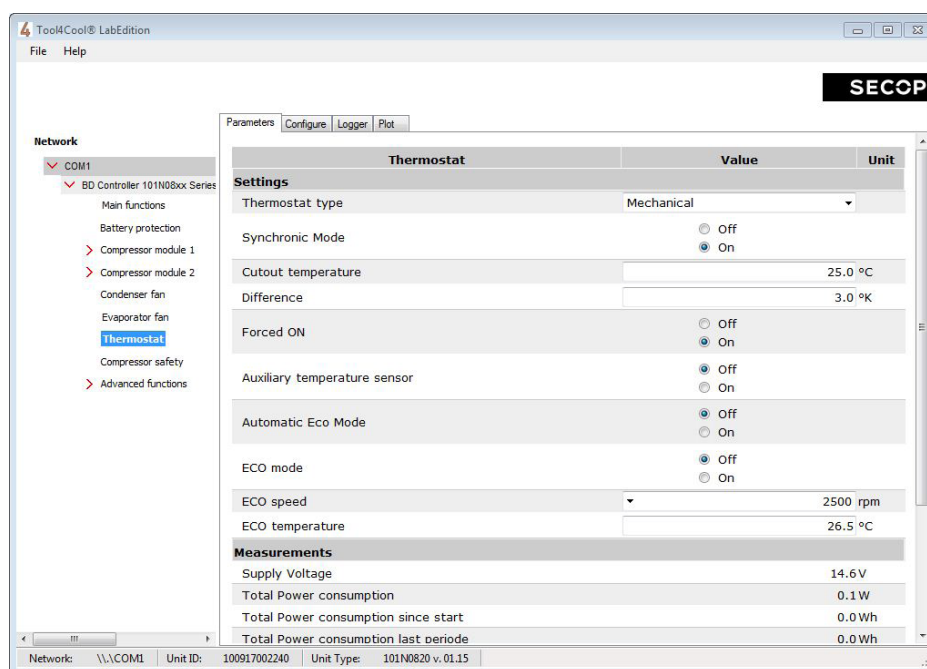 Tool4Cool® LabEdition
File Help
SECOP
Parameters Configure Logger Plot
Network
COM1
BD Controller 101N08xx Series
Main functions
Battery protection
Compressor module 1
Compressor module 2
Condenser fan
Evaporator fan
Thermostat
Compressor safety
Advanced functions
Thermostat Value Unit
Settings
Thermostat type Mechanical
Synchronic Mode Off
On
Cutout temperature 25.0 °C
Difference 3.0 °K
Forced ON Off
On
Auxiliary temperature sensor Off
On
Automatic Eco Mode Off
On
ECO mode Off
On
ECO speed 2500 rpm
ECO temperature 26.5 °C
Measurements
Supply Voltage 14.6 V
Total Power consumption 0.1 W
Total Power consumption since start 0.0 Wh
Total Power consumption last periode 0.0 Wh
Network: \\.\COM1 Unit ID: 100917002240 Unit Type: 101N0820 v. 01.15